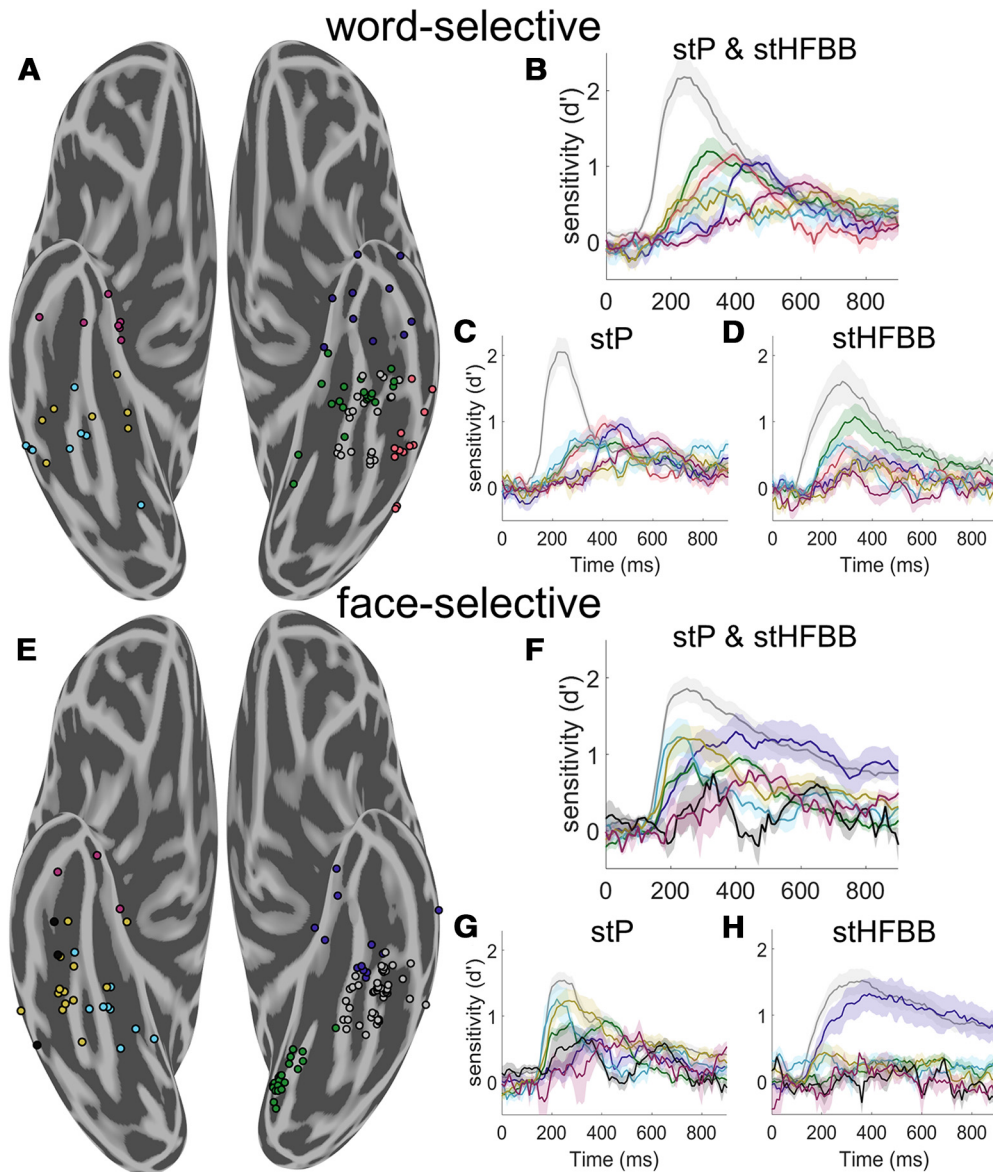 word-selective
A
B
stP & stHFBB
sensitivity (d')
2
1
0
0 200 400 600 800
C
stP
sensitivity (d')
2
1
0
0 200 400 600 800
Time (ms)
D
stHFBB
2
1
0
0 200 400 600 800
Time (ms)
face-selective
E
F
stP & stHFBB
sensitivity (d')
2
1
0
0 200 400 600 800
G
stP
sensitivity (d')
2
1
0
0 200 400 600 800
Time (ms)
H
stHFBB
2
1
0
0 200 400 600 800
Time (ms)